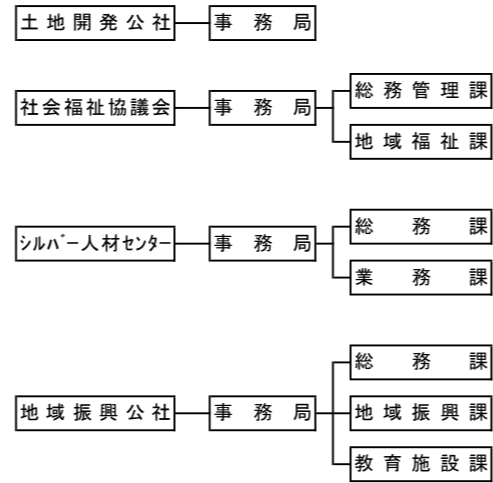 土地開発公社 事務局
総務管理課
社会福祉協議会 事務局
地域福祉課
総務課
ｼﾙﾊﾞｰ人材ｾﾝﾀｰ 事務局
業務課
総務課
地域振興公社 事務局 地域振興課
教育施設課